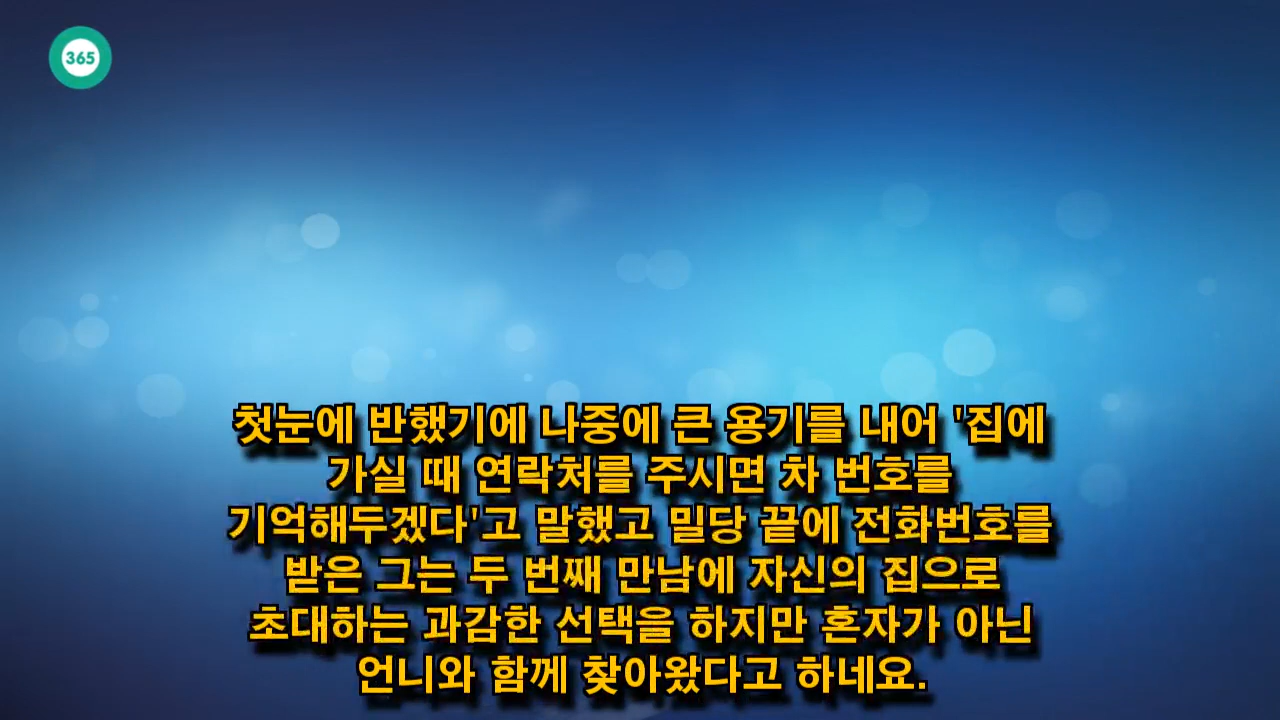 365
첫눈에 반했기에 나중에 큰 용기를 내어 '집에
가실 때 연락처를 주시면 차 번호를
기억해두겠다'고 말했고 밀당 끝에 전화번호를
받은 그는 두 번째 만남에 자신의 집으로
초대하는 과감한 선택을 하지만 혼자가 아닌
언니와 함께 찾아왔다고 하네요.